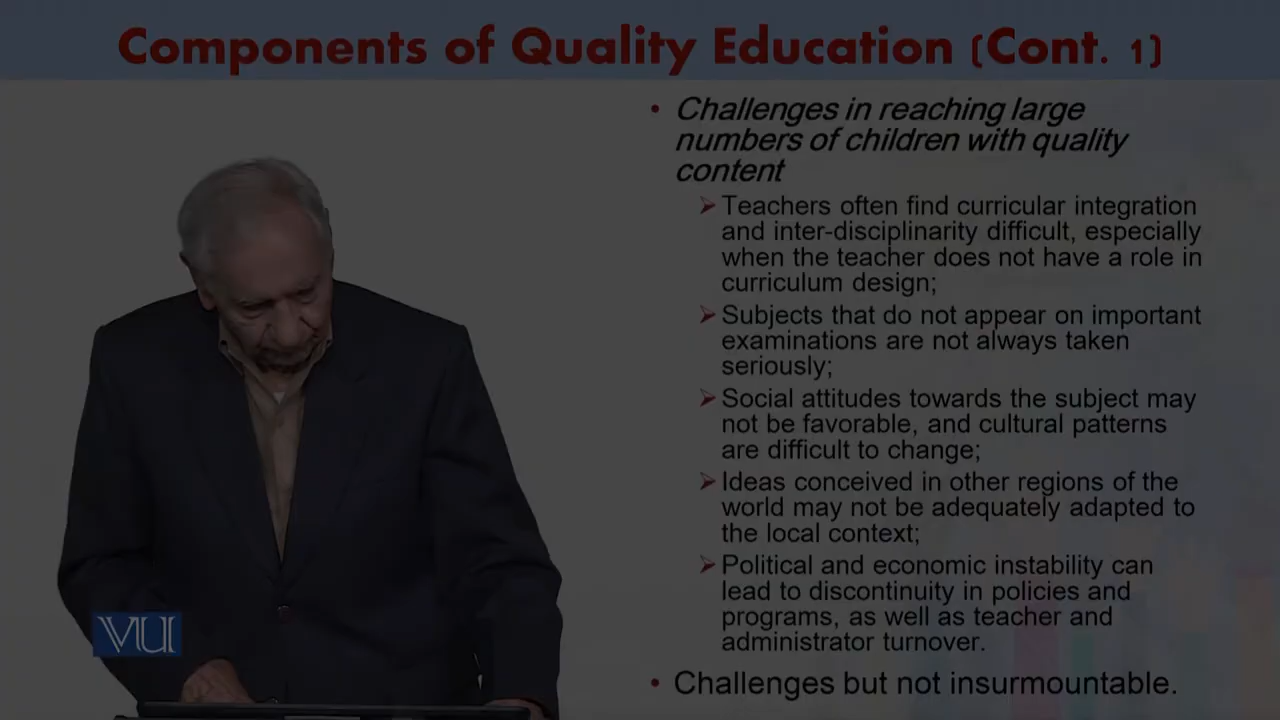 Components of Quality Education (Cont. 1)
• Challenges in reaching large
numbers of children with quality
content
➢ Teachers often find curricular integration
and inter-disciplinarity difficult, especially
when the teacher does not have a role in
curriculum design;
➢ Subjects that do not appear on important
examinations are not always taken
seriously;
➢ Social attitudes towards the subject may
not be favorable, and cultural patterns
are difficult to change;
➢ Ideas conceived in other regions of the
world may not be adequately adapted to
the local context;
➢ Political and economic instability can
lead to discontinuity in policies and
programs, as well as teacher and
administrator turnover.
• Challenges but not insurmountable.
VU